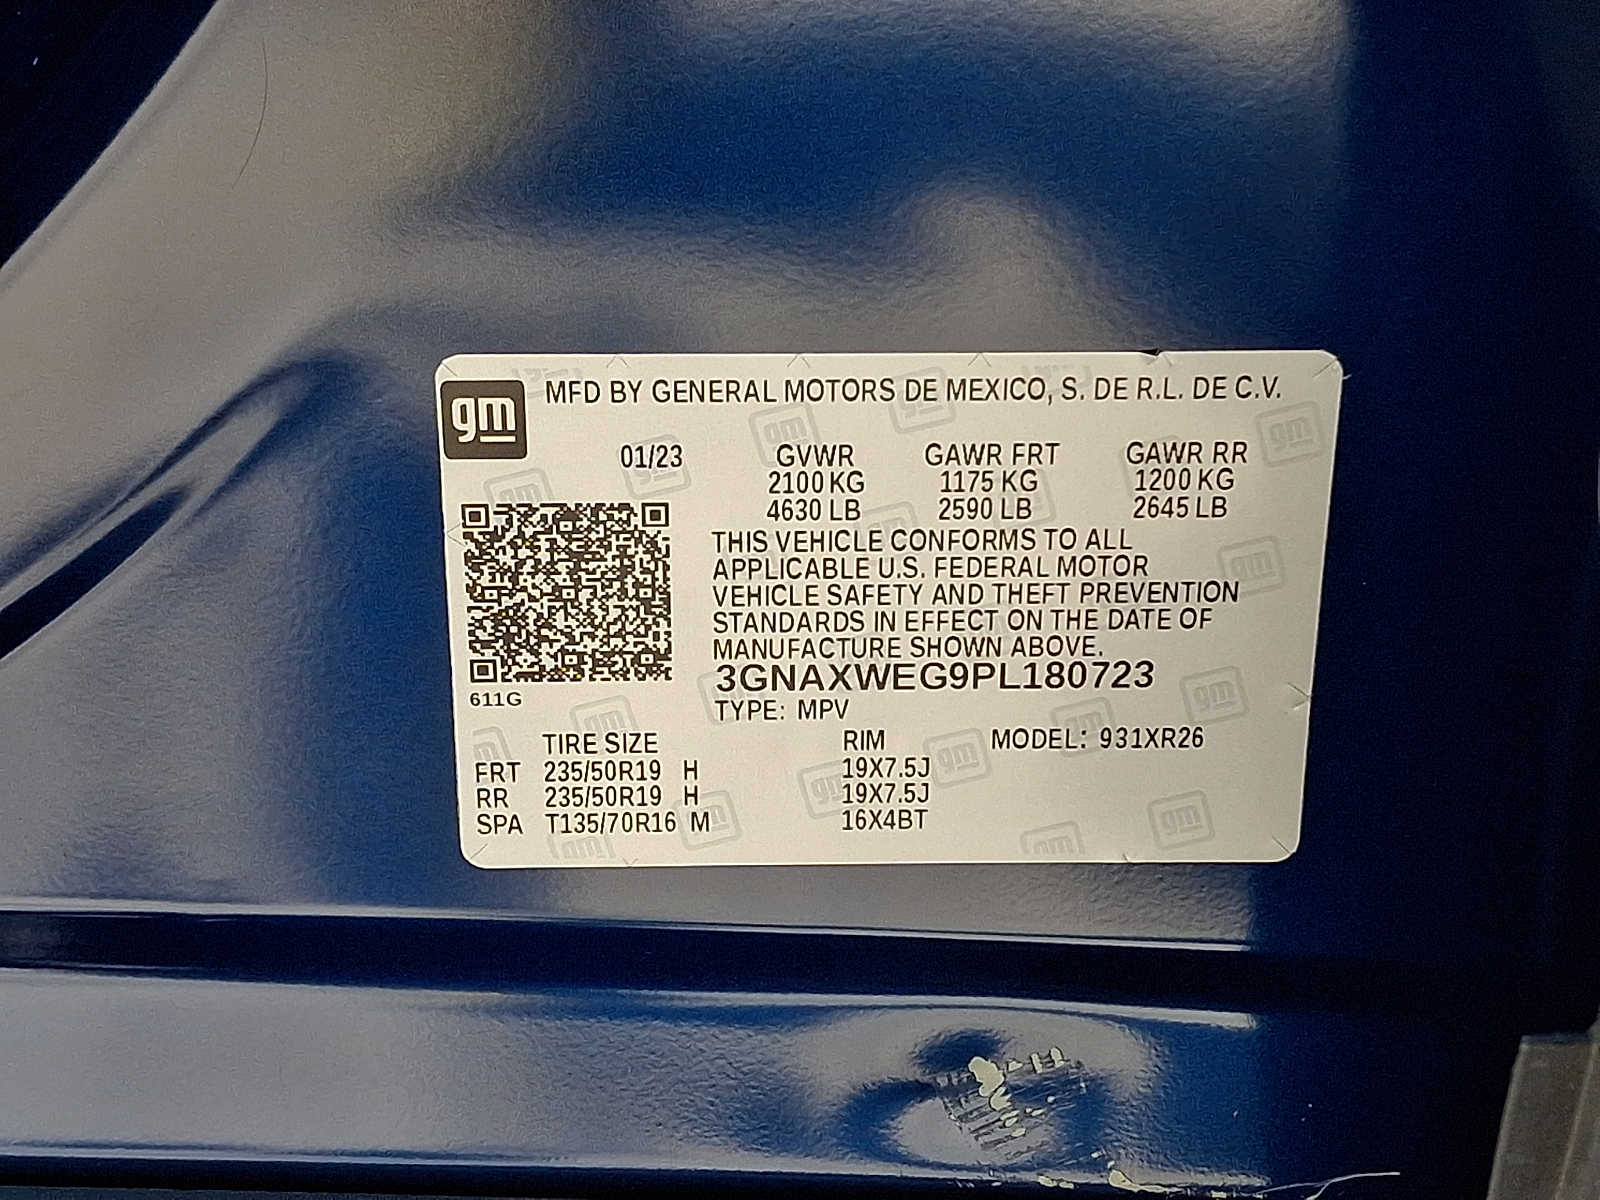 gm
MFD BY GENERAL MOTORS DE MEXICO, S. DE R.L. DE C.V.
01/23 GVWR GAWR FRT GAWR RR
2100 KG 1175 KG 1200 KG
4630 LB 2590 LB 2645 LB
THIS VEHICLE CONFORMS TO ALL
APPLICABLE U.S. FEDERAL MOTOR
VEHICLE SAFETY AND THEFT PREVENTION
STANDARDS IN EFFECT ON THE DATE OF
MANUFACTURE SHOWN ABOVE.
3GNAXWEG9PL180723
611G
TYPE: MPV
TIRE SIZE RIM MODEL: 931XR26
FRT 235/50R19 H 19X7.5J
RR 235/50R19 H 19X7.5J
SPA T135/70R16 M 16X4BT